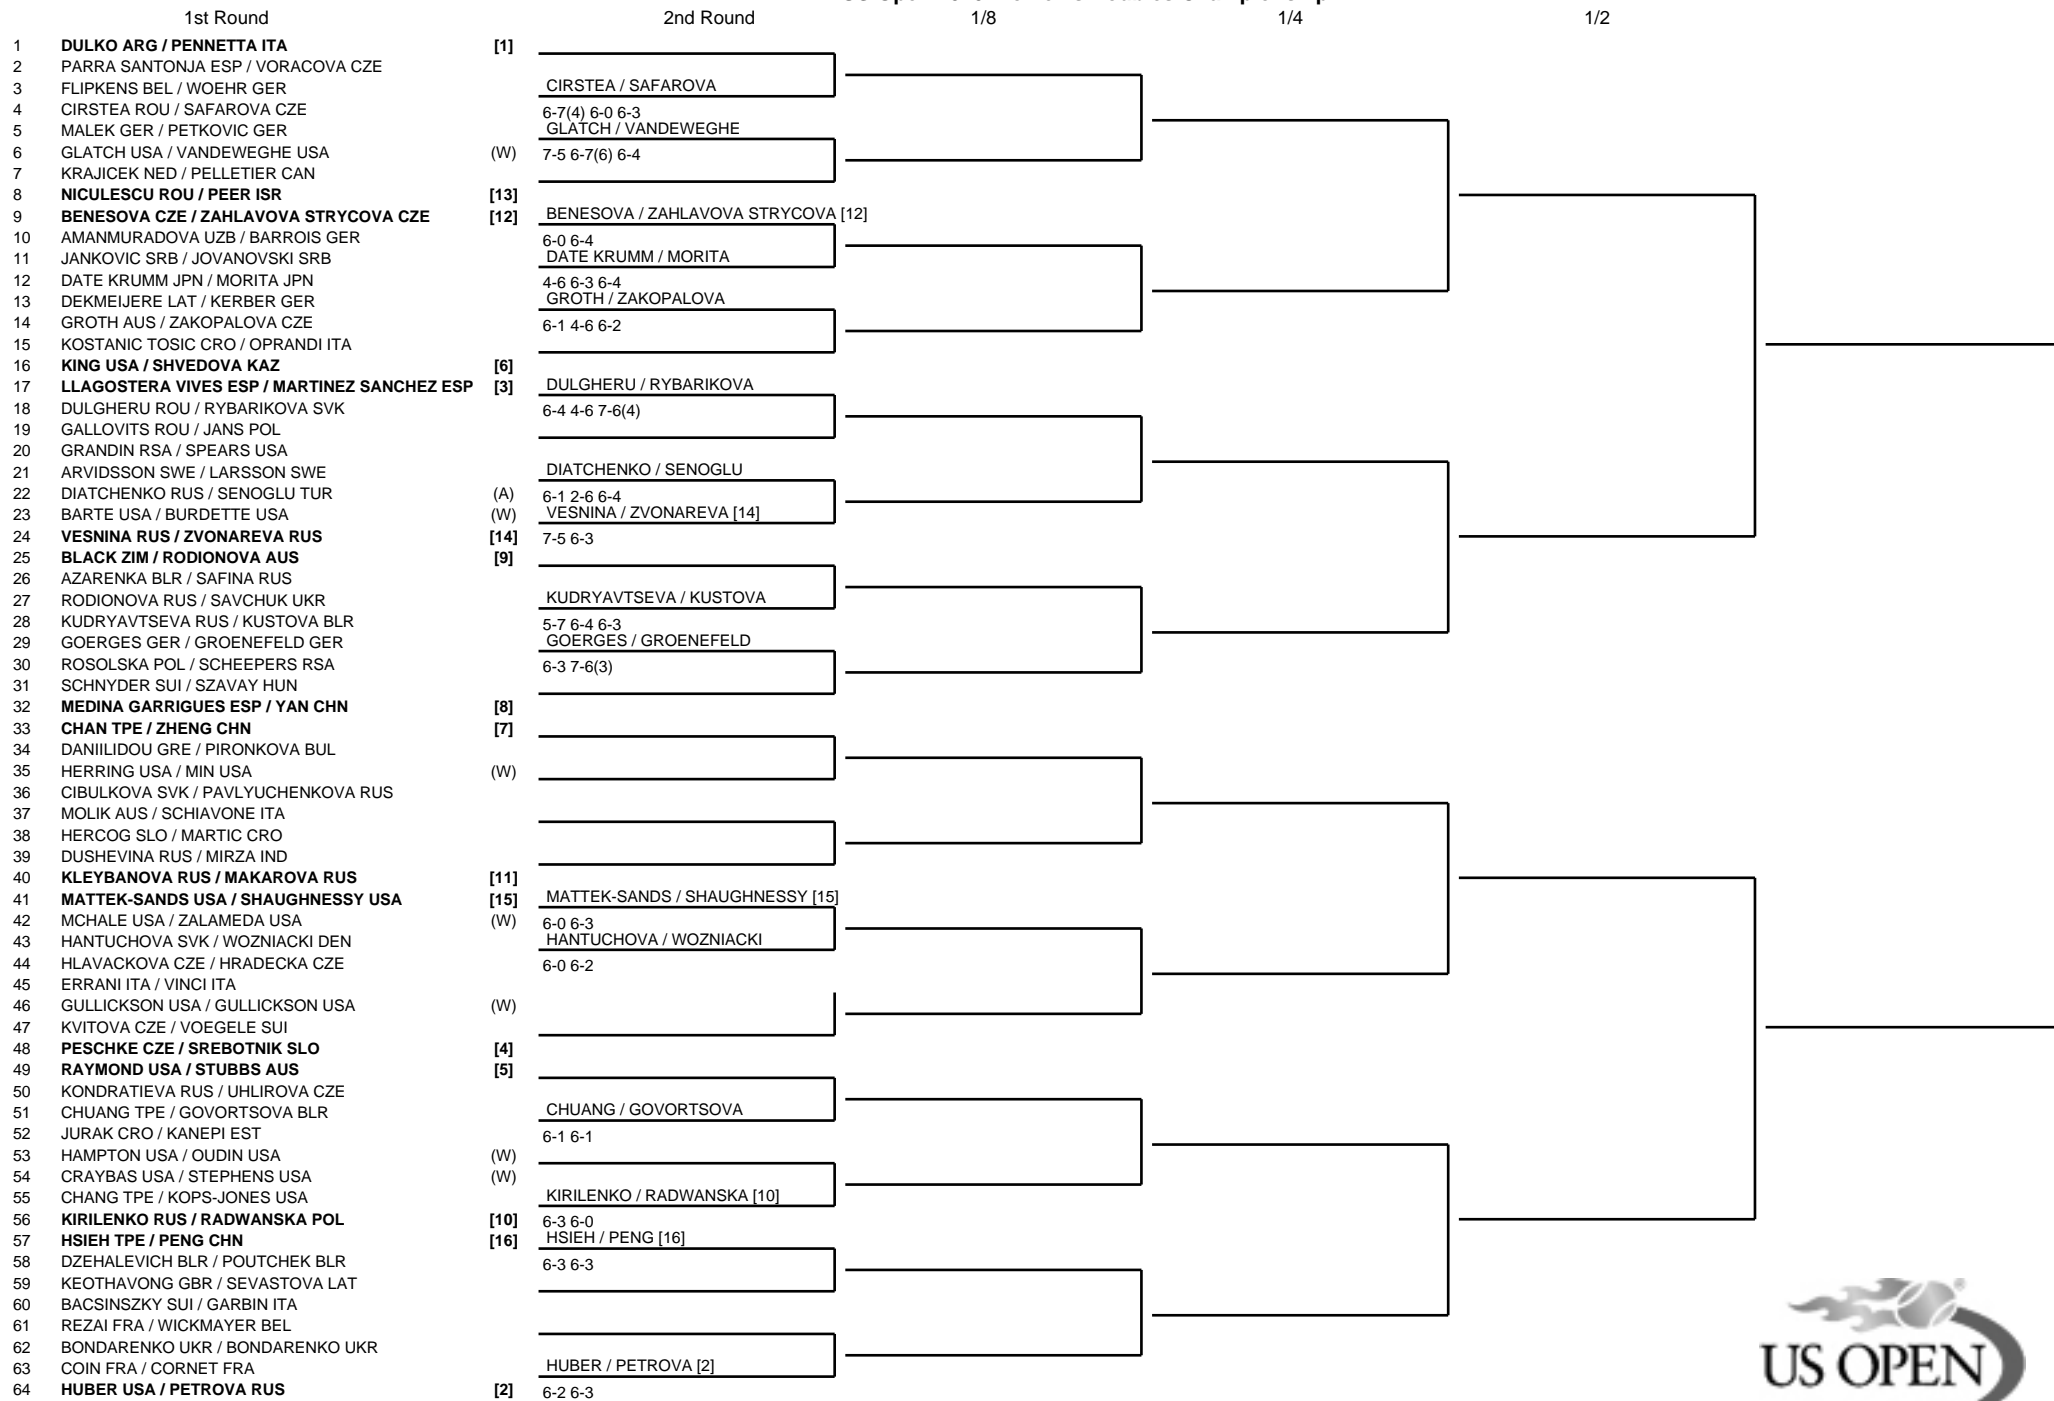 1st Round 2nd Round 1/8 1/4 1/2
1 DULKO ARG / PENNETTA ITA [1]
2 PARRA SANTONJA ESP / VORACOVA CZE
3 FLIPKENS BEL / WOEHR GER CIRSTEA / SAFAROVA
4 CIRSTEA ROU / SAFAROVA CZE 6-7(4) 6-0 6-3
5 MALEK GER / PETKOVIC GER GLATCH / VANDEWEGHE
6 GLATCH USA / VANDEWEGHE USA (W) 7-5 6-7(6) 6-4
7 KRAJICEK NED / PELLETIER CAN
8 NICULESCU ROU / PEER ISR [13]
9 BENESOVA CZE / ZAHLAVOVA STRYCOVA CZE [12] BENESOVA / ZAHLAVOVA STRYCOVA [12]
10 AMANMURADOVA UZB / BARROIS GER 6-0 6-4
11 JANKOVIC SRB / JOVANOVSKI SRB DATE KRUMM / MORITA
12 DATE KRUMM JPN / MORITA JPN 4-6 6-3 6-4
13 DEKMEIJERE LAT / KERBER GER GROTH / ZAKOPALOVA
14 GROTH AUS / ZAKOPALOVA CZE 6-1 4-6 6-2
15 KOSTANIC TOSIC CRO / OPRANDI ITA
16 KING USA / SHVEDOVA KAZ [6]
17 LLAGOSTERA VIVES ESP / MARTINEZ SANCHEZ ESP [3] DULGHERU / RYBARIKOVA
18 DULGHERU ROU / RYBARIKOVA SVK 6-4 4-6 7-6(4)
19 GALLOVITS ROU / JANS POL
20 GRANDIN RSA / SPEARS USA
21 ARVIDSSON SWE / LARSSON SWE DIATCHENKO / SENOGLU
22 DIATCHENKO RUS / SENOGLU TUR (A) 6-1 2-6 6-4
23 BARTE USA / BURDETTE USA (W) VESNINA / ZVONAREVA [14]
24 VESNINA RUS / ZVONAREVA RUS [14] 7-5 6-3
25 BLACK ZIM / RODIONOVA AUS [9]
26 AZARENKA BLR / SAFINA RUS
27 RODIONOVA RUS / SAVCHUK UKR KUDRYAVTSEVA / KUSTOVA
28 KUDRYAVTSEVA RUS / KUSTOVA BLR 5-7 6-4 6-3
29 GOERGES GER / GROENEFELD GER GOERGES / GROENEFELD
30 ROSOLSKA POL / SCHEEPERS RSA 6-3 7-6(3)
31 SCHNYDER SUI / SZAVAY HUN
32 MEDINA GARRIGUES ESP / YAN CHN [8]
33 CHAN TPE / ZHENG CHN [7]
34 DANIILIDOU GRE / PIRONKOVA BUL
35 HERRING USA / MIN USA (W)
36 CIBULKOVA SVK / PAVLYUCHENKOVA RUS
37 MOLIK AUS / SCHIAVONE ITA
38 HERCOG SLO / MARTIC CRO
39 DUSHEVINA RUS / MIRZA IND
40 KLEYBANOVA RUS / MAKAROVA RUS [11]
41 MATTEK-SANDS USA / SHAUGHNESSY USA [15] MATTEK-SANDS / SHAUGHNESSY [15]
42 MCHALE USA / ZALAMEDA USA (W) 6-0 6-3
43 HANTUCHOVA SVK / WOZNIACKI DEN HANTUCHOVA / WOZNIACKI
44 HLAVACKOVA CZE / HRADECKA CZE 6-0 6-2
45 ERRANI ITA / VINCI ITA
46 GULLICKSON USA / GULLICKSON USA (W)
47 KVITOVA CZE / VOEGELE SUI
48 PESCHKE CZE / SREBOTNIK SLO [4]
49 RAYMOND USA / STUBBS AUS [5]
50 KONDRATIEVA RUS / UHLIROVA CZE
51 CHUANG TPE / GOVORTSOVA BLR CHUANG / GOVORTSOVA
52 JURAK CRO / KANEPI EST 6-1 6-1
53 HAMPTON USA / OUDIN USA (W)
54 CRAYBAS USA / STEPHENS USA (W)
55 CHANG TPE / KOPS-JONES USA KIRILENKO / RADWANSKA [10]
56 KIRILENKO RUS / RADWANSKA POL [10] 6-3 6-0
57 HSIEH TPE / PENG CHN [16] HSIEH / PENG [16]
58 DZEHALEVICH BLR / POUTCHEK BLR 6-3 6-3
59 KEOTHAVONG GBR / SEVASTOVA LAT
60 BACSINSZKY SUI / GARBIN ITA
61 REZAI FRA / WICKMAYER BEL
62 BONDARENKO UKR / BONDARENKO UKR
63 COIN FRA / CORNET FRA HUBER / PETROVA [2]
64 HUBER USA / PETROVA RUS [2] 6-2 6-3
US OPEN